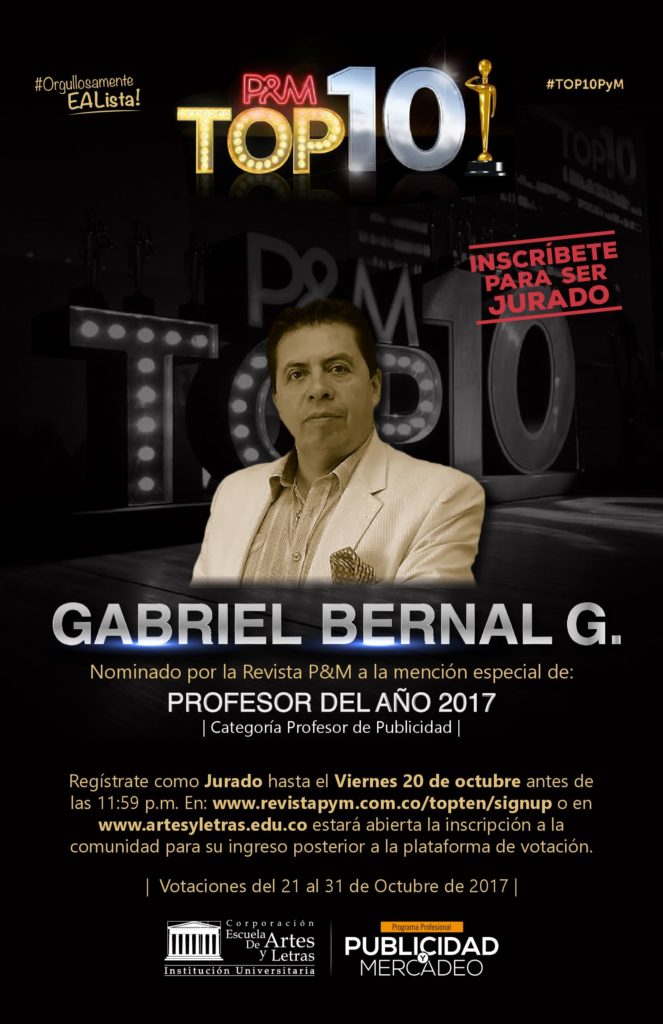 #Orgullosamente
EALista!
P&M
TOP10
#TOP10PyM
TOP10
INSCRÍBETE
PARA SER
JURADO
P&M
TOP10
GABRIEL BERNAL G.
Nominado por la Revista P&M a la mención especial de:
PROFESOR DEL AÑO 2017
| Categoría Profesor de Publicidad |
Regístrate como Jurado hasta el Viernes 20 de octubre antes de
las 11:59 p.m. En: www.revistapym.com.co/topten/signup o en
www.artesyletras.edu.co estará abierta la inscripción a la
comunidad para su ingreso posterior a la plataforma de votación.
| Votaciones del 21 al 31 de Octubre de 2017 |
Corporación
Escuela De Artes y Letras
Institución Universitaria
Programa Profesional
PUBLICIDAD
Y
MERCADEO